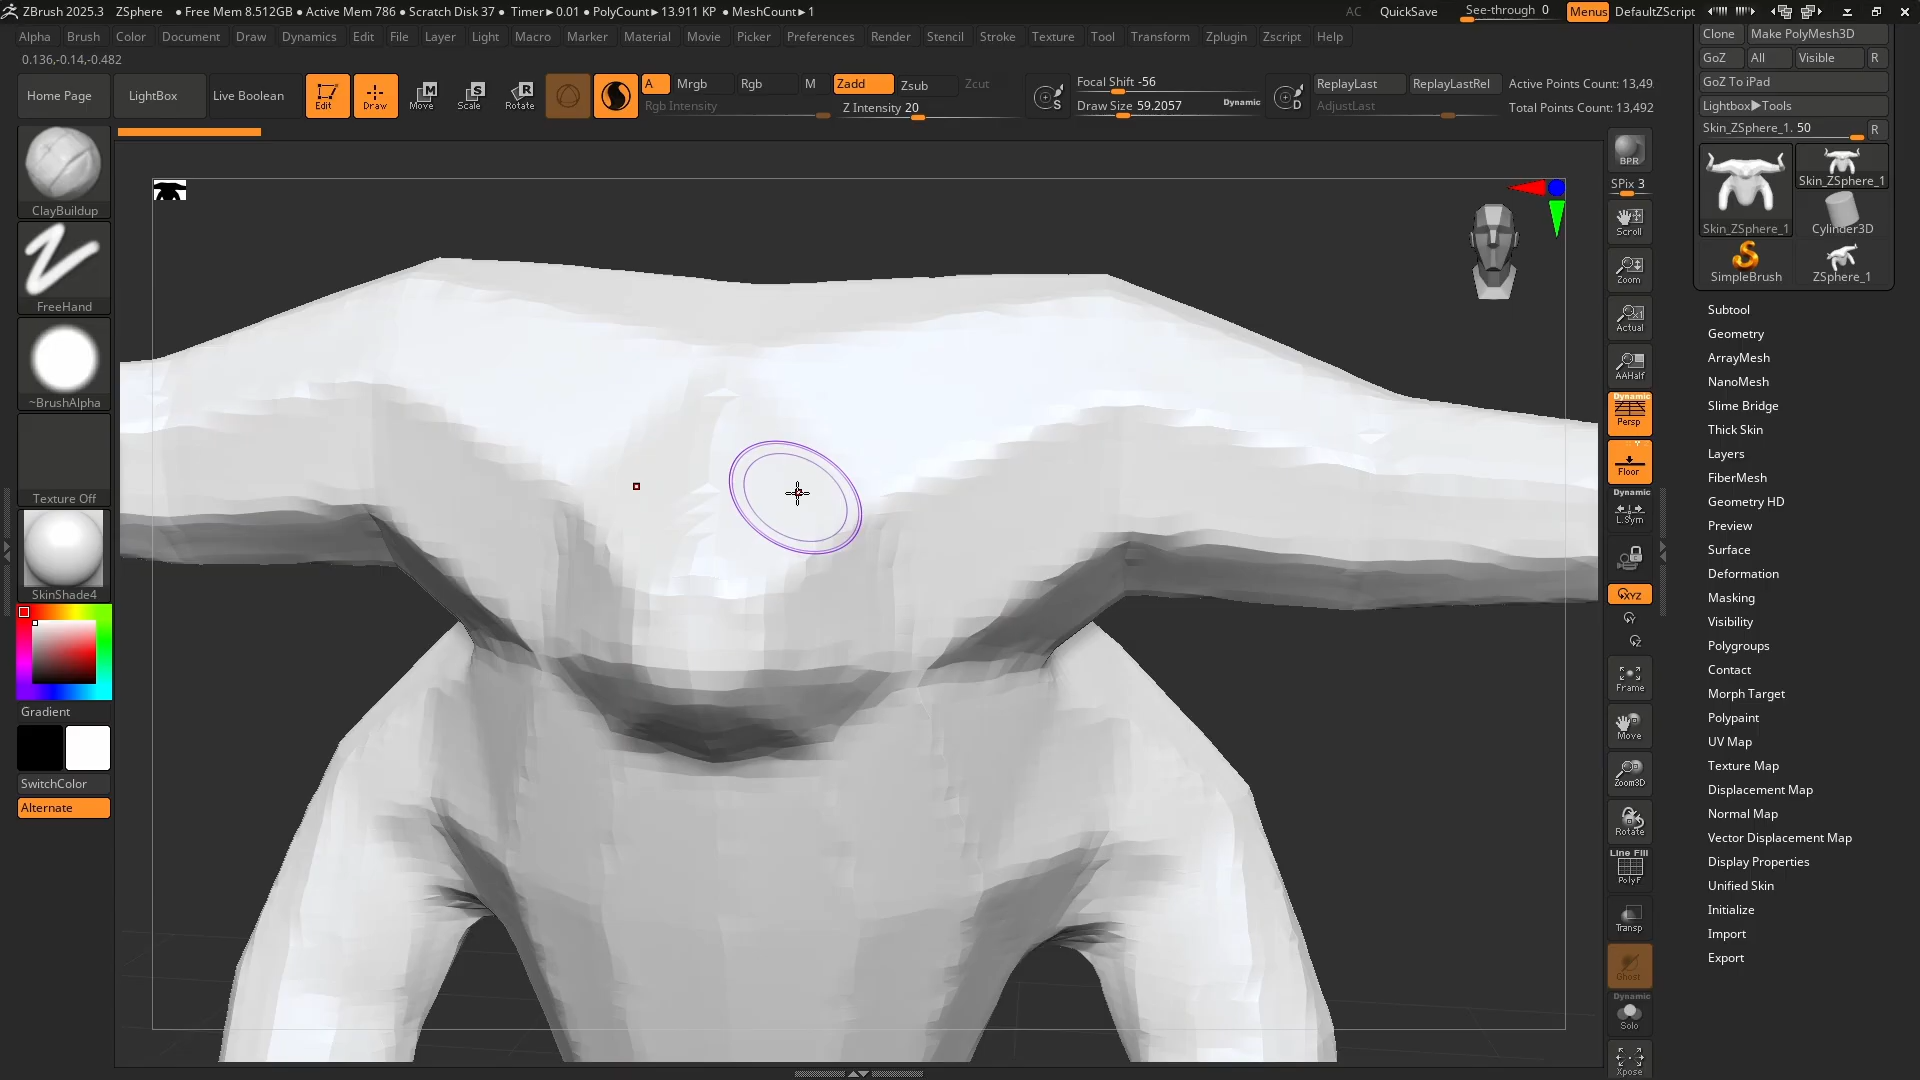 ZBrush 2025.3 ZSphere ● Free Mem 8.512GB ● Active Mem 786 ● Scratch Disk 37 ● Timer▸0.01 ● PolyCount▸13.911 KP ● MeshCount▸1 AC QuickSave See-through 0 Menus DefaultZScript
Alpha Brush Color Document Draw Dynamics Edit File Layer Light Macro Marker Material Movie Picker Preferences Render Stencil Stroke Texture Tool Transform Zplugin Zscript Help
0.136,-0.14,-0.482
Home Page LightBox Live Boolean Edit Draw Move Scale Rotate
A Mrgb Rgb M Zadd Zsub Zcut
Rgb Intensity Z Intensity 20
S Focal Shift -56
Draw Size 59.2057 Dynamic
D ReplayLast ReplayLastRel
AdjustLast
Active Points Count: 13,49
Total Points Count: 13,492
ClayBuildup
FreeHand
~BrushAlpha
Texture Off
SkinShade4
Gradient
SwitchColor
Alternate
BPR
SPix 3
Scroll
Zoom
Actual
AAHalf
Dynamic
Persp
Floor
Dynamic
L.Sym
XYZ
Frame
Move
Zoom3D
Rotate
Line Fill
PolyF
Transp
Ghost
Dynamic
Solo
Xpose
Clone Make PolyMesh3D
GoZ All Visible R
GoZ To iPad
Lightbox▸Tools
Skin_ZSphere_1. 50 R
Skin_ZSphere_1
Skin_ZSphere_1 Cylinder3D
SimpleBrush ZSphere_1
Subtool
Geometry
ArrayMesh
NanoMesh
Slime Bridge
Thick Skin
Layers
FiberMesh
Geometry HD
Preview
Surface
Deformation
Masking
Visibility
Polygroups
Contact
Morph Target
Polypaint
UV Map
Texture Map
Displacement Map
Normal Map
Vector Displacement Map
Display Properties
Unified Skin
Initialize
Import
Export